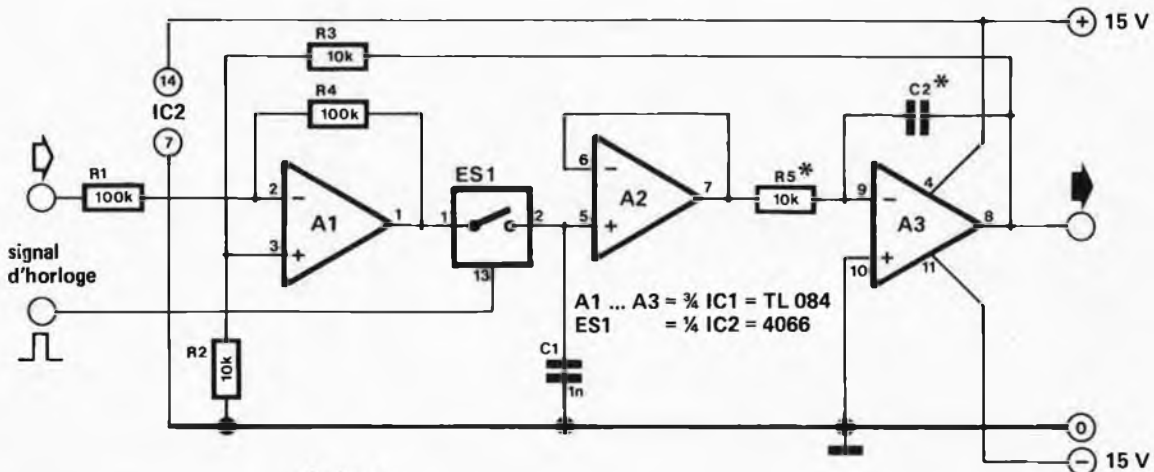 + 15 V
R3
10k
14
R4
100k
C2*
IC2
7
R1
100k
ES1
6
−
7
R5*
10k
2
−
A1
1
1
2
5
+
A2
9
−
4
A3
8
3
+
13
10
+
11
signal
d'horloge
A1 ... A3 = ¾ IC1 = TL 084
ES1 = ¼ IC2 = 4066
R2
10k
C1
1n
0
− 15 V